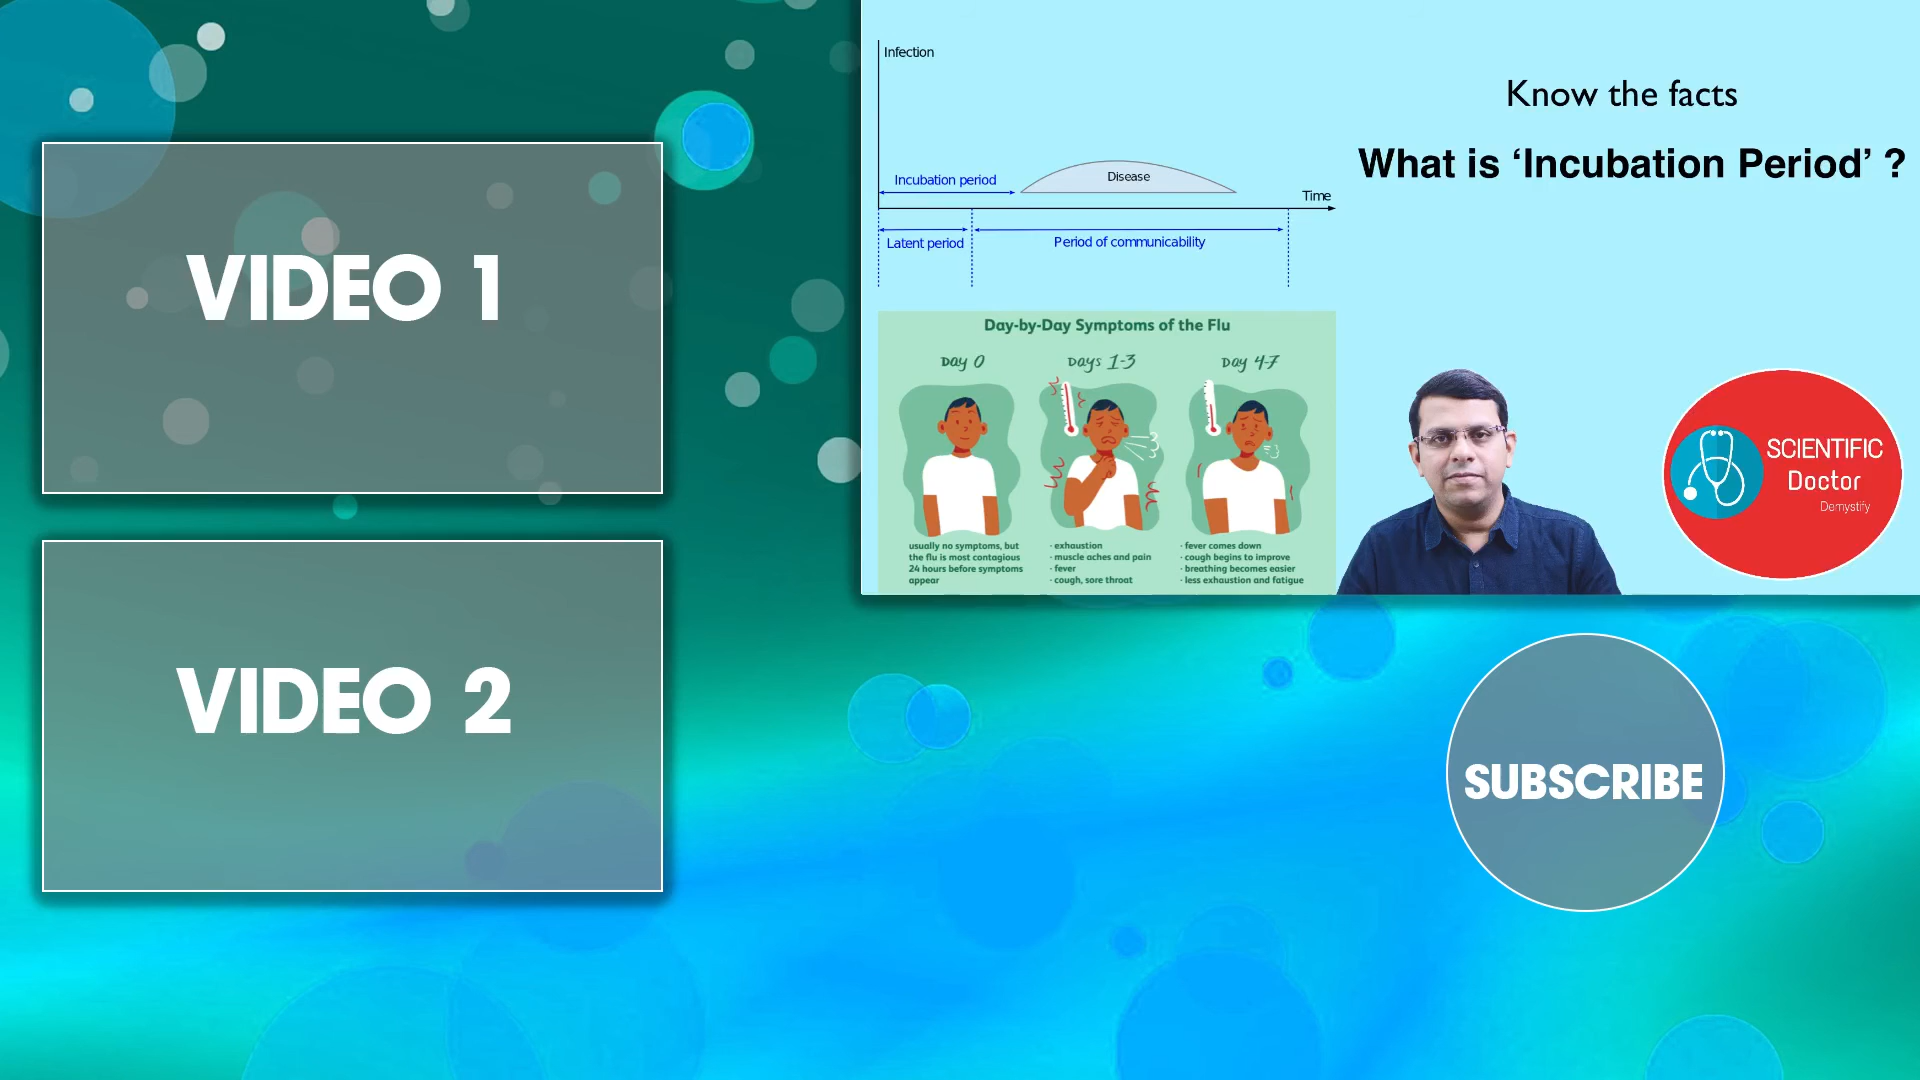 VIDEO 1
VIDEO 2
Infection
Incubation period
Disease
Time
Latent period
Period of communicability
Know the facts
What is ‘Incubation Period’ ?
Day-by-Day Symptoms of the Flu
Day 0
Days 1-3
Day 4-7
usually no symptoms, but
the flu is most contagious
24 hours before symptoms
appear
· exhaustion
· muscle aches and pain
· fever
· cough, sore throat
· fever comes down
· cough begins to improve
· breathing becomes easier
· less exhaustion and fatigue
SCIENTIFIC
Doctor
Demystify
SUBSCRIBE